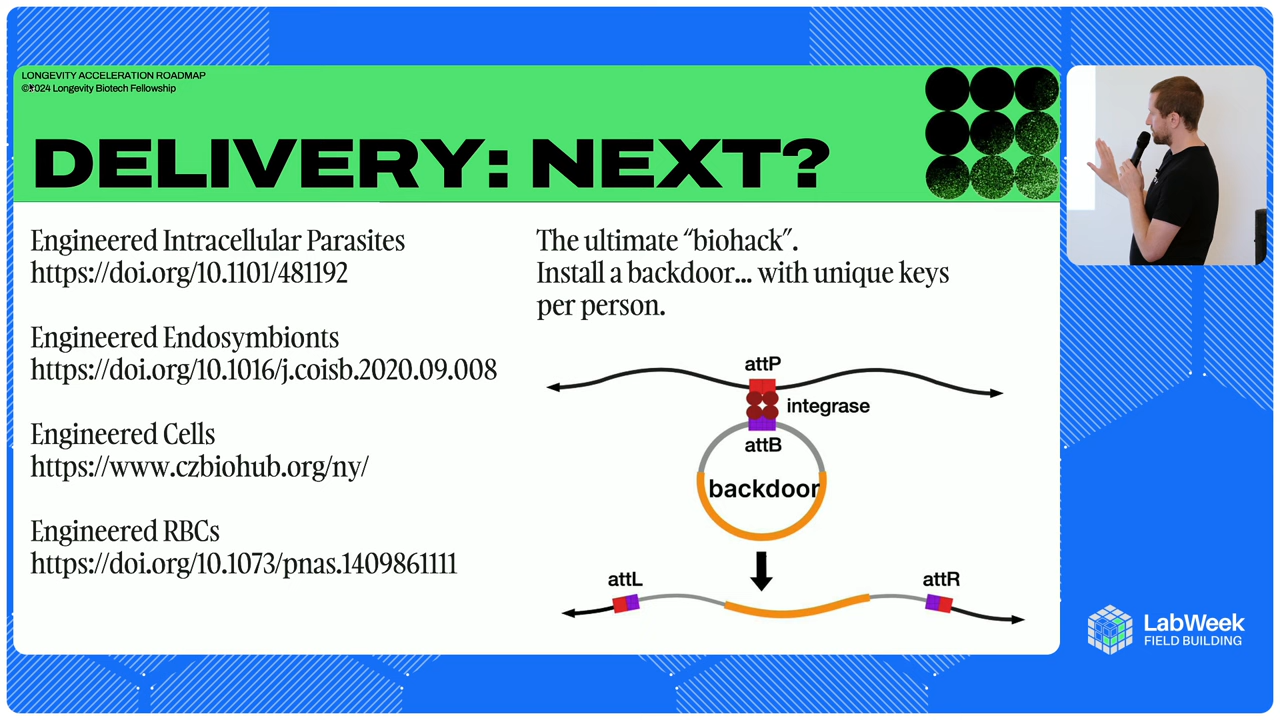 LONGEVITY ACCELERATION ROADMAP
©2024 Longevity Biotech Fellowship
DELIVERY: NEXT?
Engineered Intracellular Parasites
https://doi.org/10.1101/481192
Engineered Endosymbionts
https://doi.org/10.1016/j.coisb.2020.09.008
Engineered Cells
https://www.czbiohub.org/ny/
Engineered RBCs
https://doi.org/10.1073/pnas.1409861111
The ultimate “biohack”.
Install a backdoor... with unique keys
per person.
attP
integrase
attB
backdoor
attL
attR
LabWeek
FIELD BUILDING